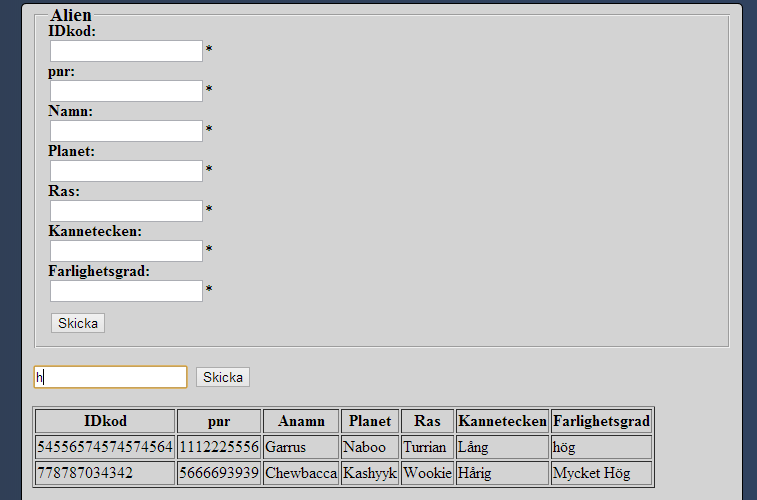 Alien
IDkod:
*
pnr:
*
Namn:
*
Planet:
*
Ras:
*
Kannetecken:
*
Farlighetsgrad:
*
Skicka
h Skicka
IDkod pnr Anamn Planet Ras Kannetecken Farlighetsgrad
54556574574574564 1112225556 Garrus Naboo Turrian Lång hög
778787034342 5666693939 Chewbacca Kashyyk Wookie Hårig Mycket Hög